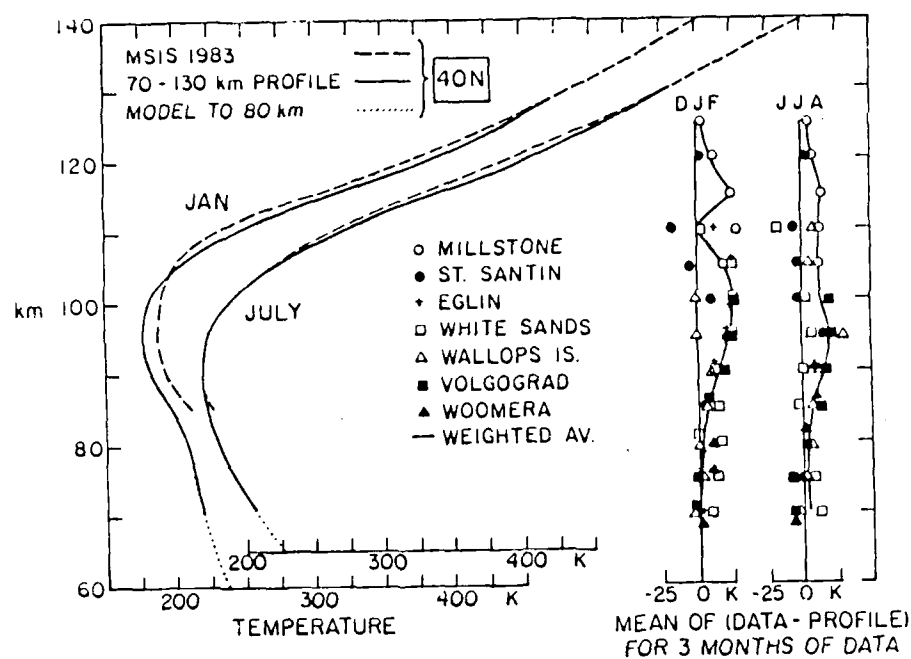 140
MSIS 1983
70-130 km PROFILE
MODEL TO 80 km
40N
120
JAN
D J F
J J A
km 100
JULY
○ MILLSTONE
● ST. SANTIN
+ EGLIN
□ WHITE SANDS
△ WALLOPS IS.
■ VOLGOGRAD
▲ WOOMERA
— WEIGHTED AV.
80
60
200 300 400 K
200 300 400 K
TEMPERATURE
-25 0 K -25 0 K
MEAN OF (DATA-PROFILE)
FOR 3 MONTHS OF DATA